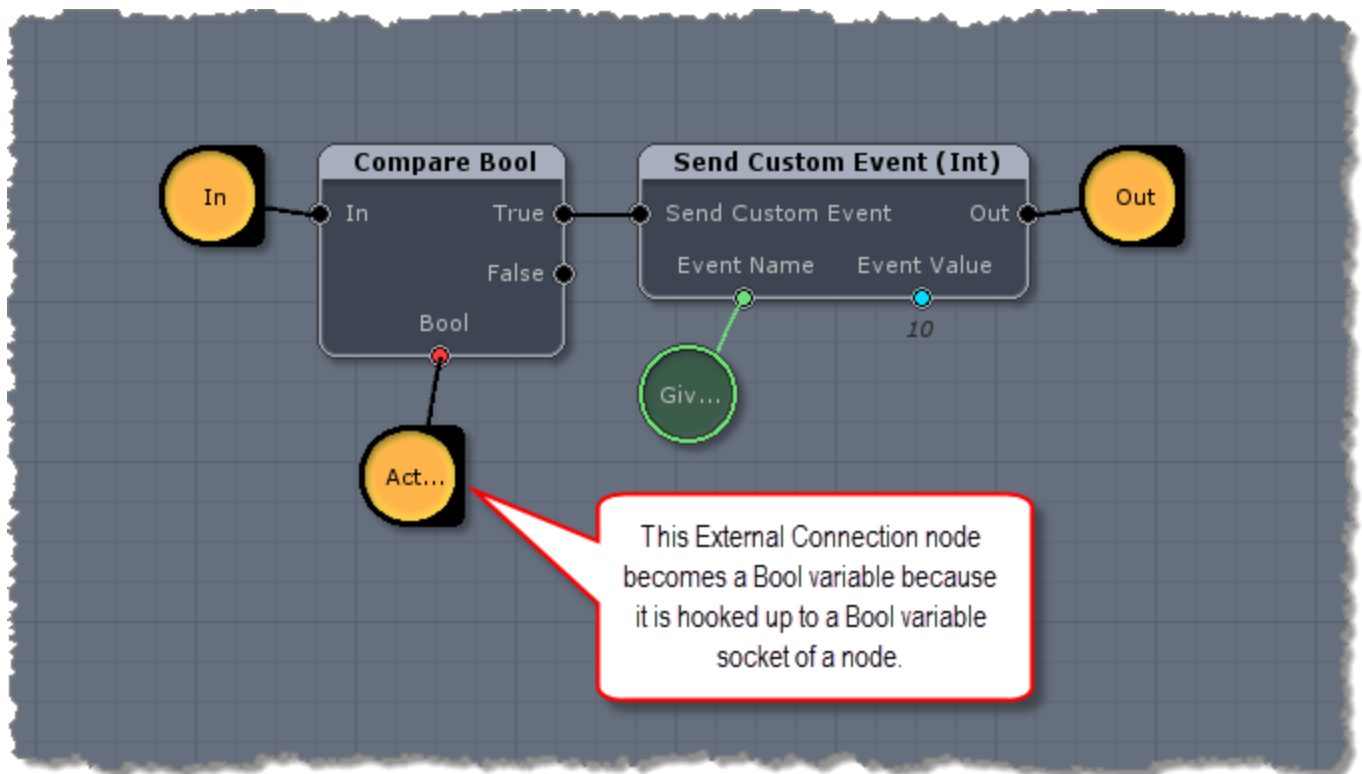 Compare Bool
Send Custom Event (Int)
In
In
True
Send Custom Event
Out
Out
False
Event Name
Event Value
Bool
10
Giv...
Act...
This External Connection node
becomes a Bool variable because
it is hooked up to a Bool variable
socket of a node.